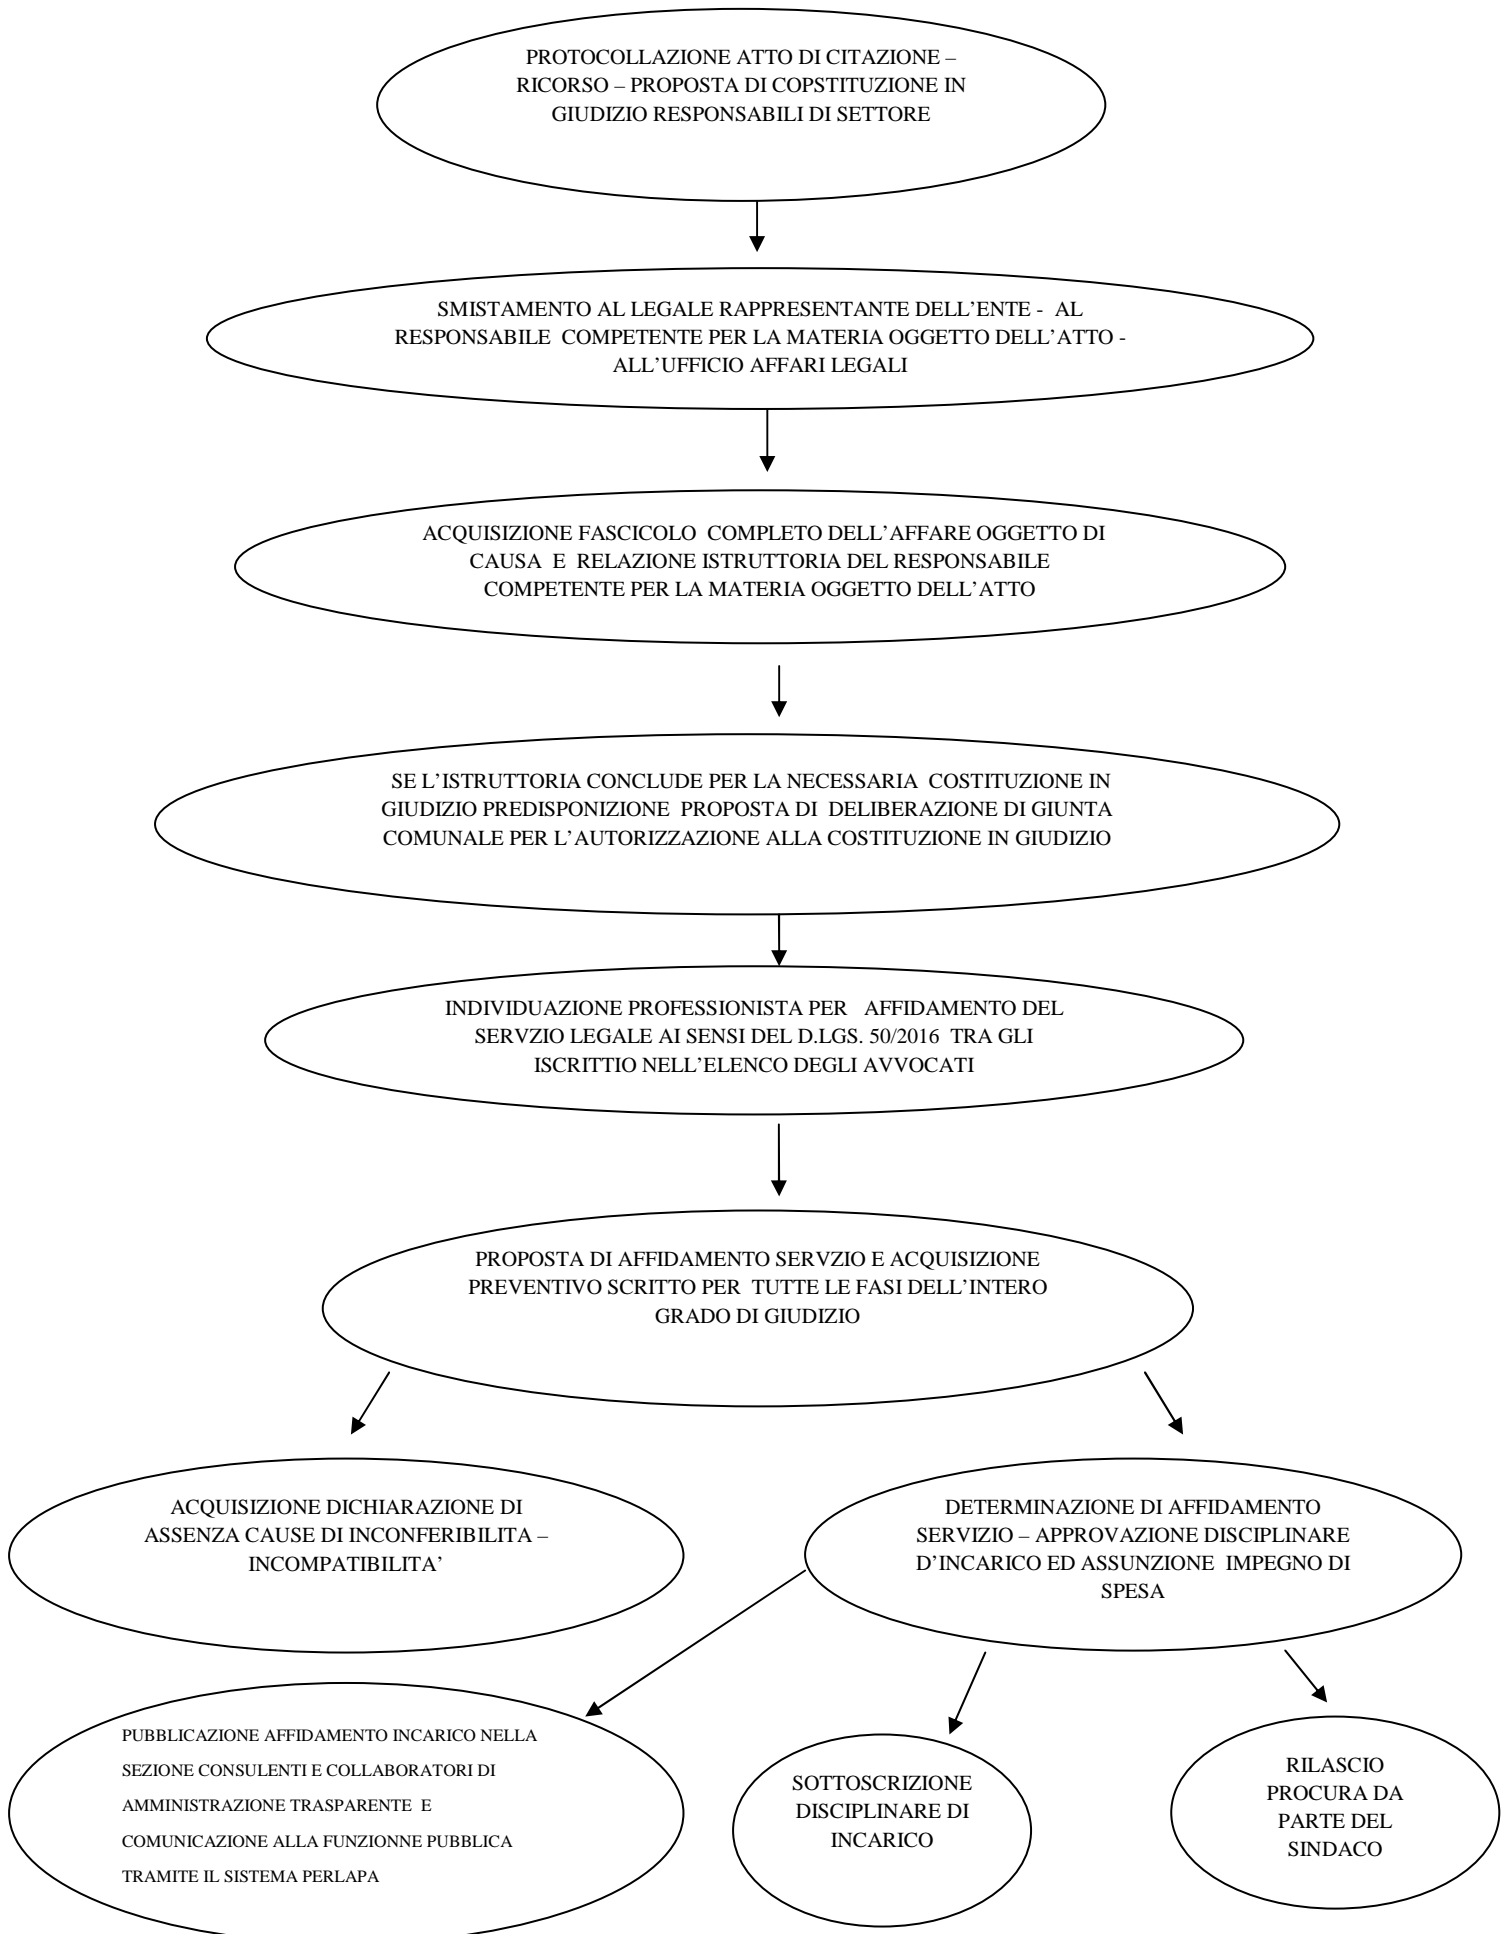 PROTOCOLLAZIONE ATTO DI CITAZIONE –
RICORSO – PROPOSTA DI COPSTITUZIONE IN
GIUDIZIO RESPONSABILI DI SETTORE
SMISTAMENTO AL LEGALE RAPPRESENTANTE DELL’ENTE - AL
RESPONSABILE COMPETENTE PER LA MATERIA OGGETTO DELL’ATTO -
ALL’UFFICIO AFFARI LEGALI
ACQUISIZIONE FASCICOLO COMPLETO DELL’AFFARE OGGETTO DI
CAUSA E RELAZIONE ISTRUTTORIA DEL RESPONSABILE
COMPETENTE PER LA MATERIA OGGETTO DELL’ATTO
SE L’ISTRUTTORIA CONCLUDE PER LA NECESSARIA COSTITUZIONE IN
GIUDIZIO PREDISPONIZIONE PROPOSTA DI DELIBERAZIONE DI GIUNTA
COMUNALE PER L’AUTORIZZAZIONE ALLA COSTITUZIONE IN GIUDIZIO
INDIVIDUAZIONE PROFESSIONISTA PER AFFIDAMENTO DEL
SERVZIO LEGALE AI SENSI DEL D.LGS. 50/2016 TRA GLI
ISCRITTIO NELL’ELENCO DEGLI AVVOCATI
PROPOSTA DI AFFIDAMENTO SERVZIO E ACQUISIZIONE
PREVENTIVO SCRITTO PER TUTTE LE FASI DELL’INTERO
GRADO DI GIUDIZIO
ACQUISIZIONE DICHIARAZIONE DI
ASSENZA CAUSE DI INCONFERIBILITA –
INCOMPATIBILITA’
DETERMINAZIONE DI AFFIDAMENTO
SERVIZIO – APPROVAZIONE DISCIPLINARE
D’INCARICO ED ASSUNZIONE IMPEGNO DI
SPESA
PUBBLICAZIONE AFFIDAMENTO INCARICO NELLA
SEZIONE CONSULENTI E COLLABORATORI DI
AMMINISTRAZIONE TRASPARENTE E
COMUNICAZIONE ALLA FUNZIONNE PUBBLICA
TRAMITE IL SISTEMA PERLAPA
SOTTOSCRIZIONE
DISCIPLINARE DI
INCARICO
RILASCIO
PROCURA DA
PARTE DEL
SINDACO